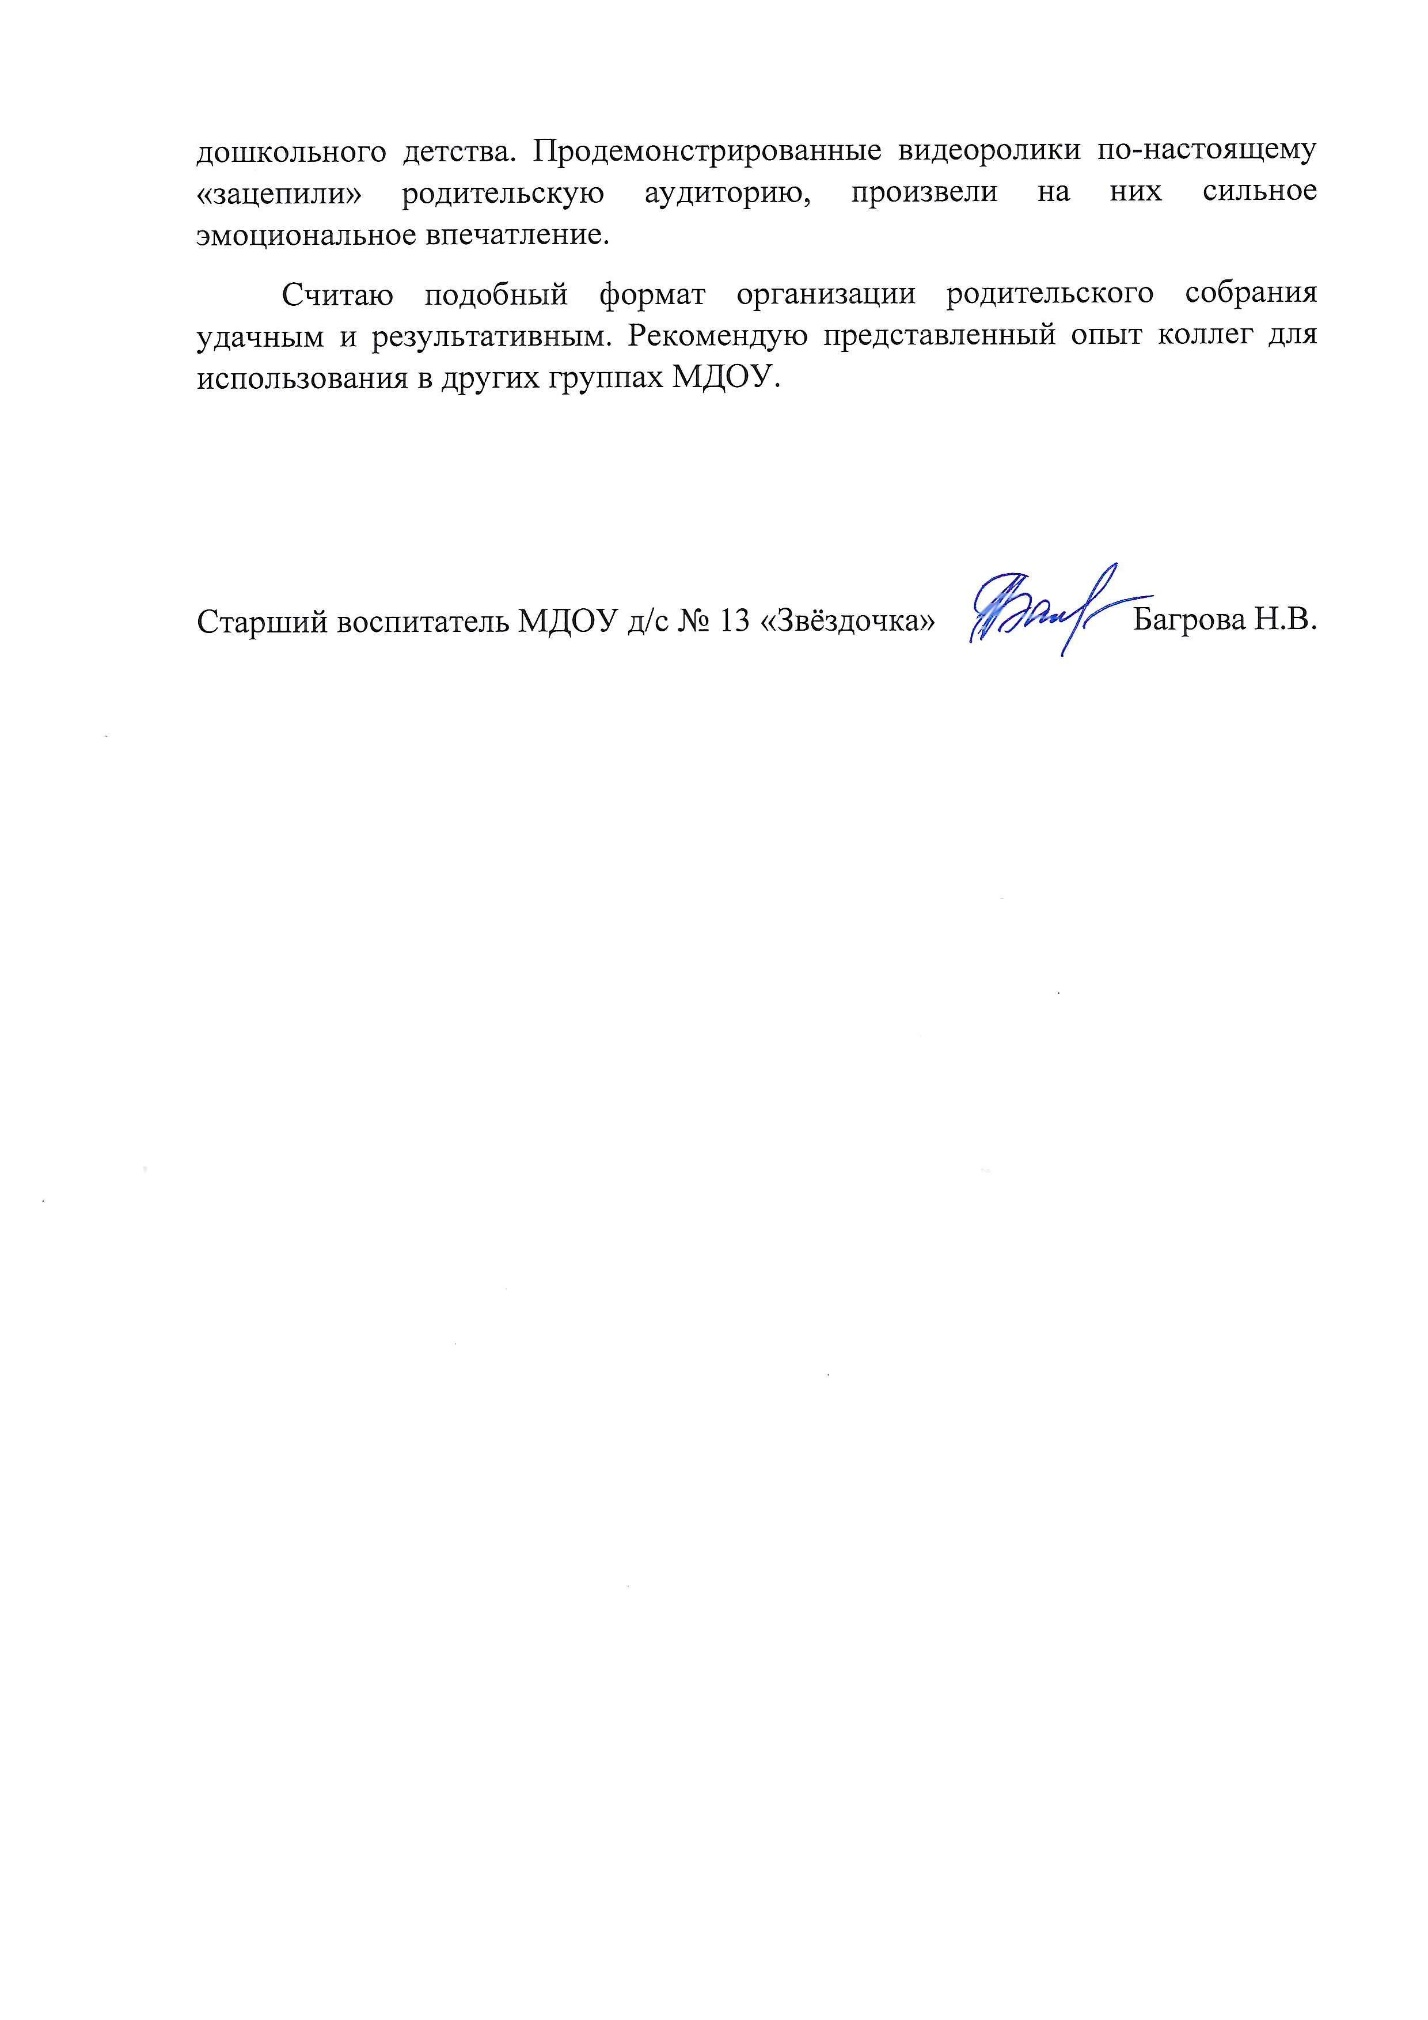 дошкольного детства. Продемонстрированные видеоролики по-настоящему
«зацепили» родительскую аудиторию, произвели на них сильное
эмоциональное впечатление.
Считаю подобный формат организации родительского собрания
удачным и результативным. Рекомендую представленный опыт коллег для
использования в других группах МДОУ.
Старший воспитатель МДОУ д/с № 13 «Звёздочка» Багрова Н.В.